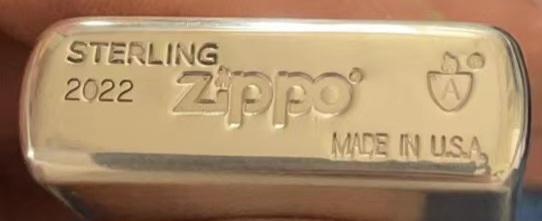 STERLING
2022
zippo
A
MADE IN U.S.A.